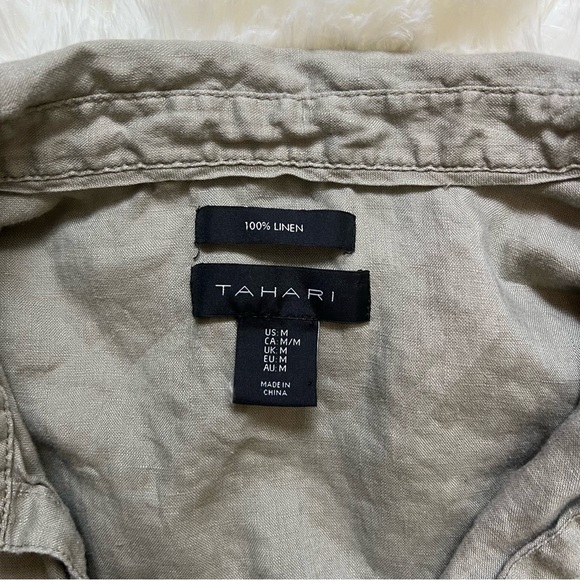 100% LINEN
TAHARI
US: M
CA: M/M
UK: M
EU: M
AU: M
MADE IN
CHINA